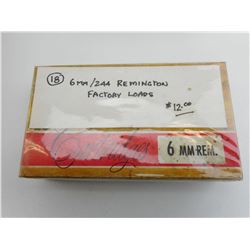 18 6MM/244 REMINGTON
FACTORY LOADS
$12.00
6 MM REM.